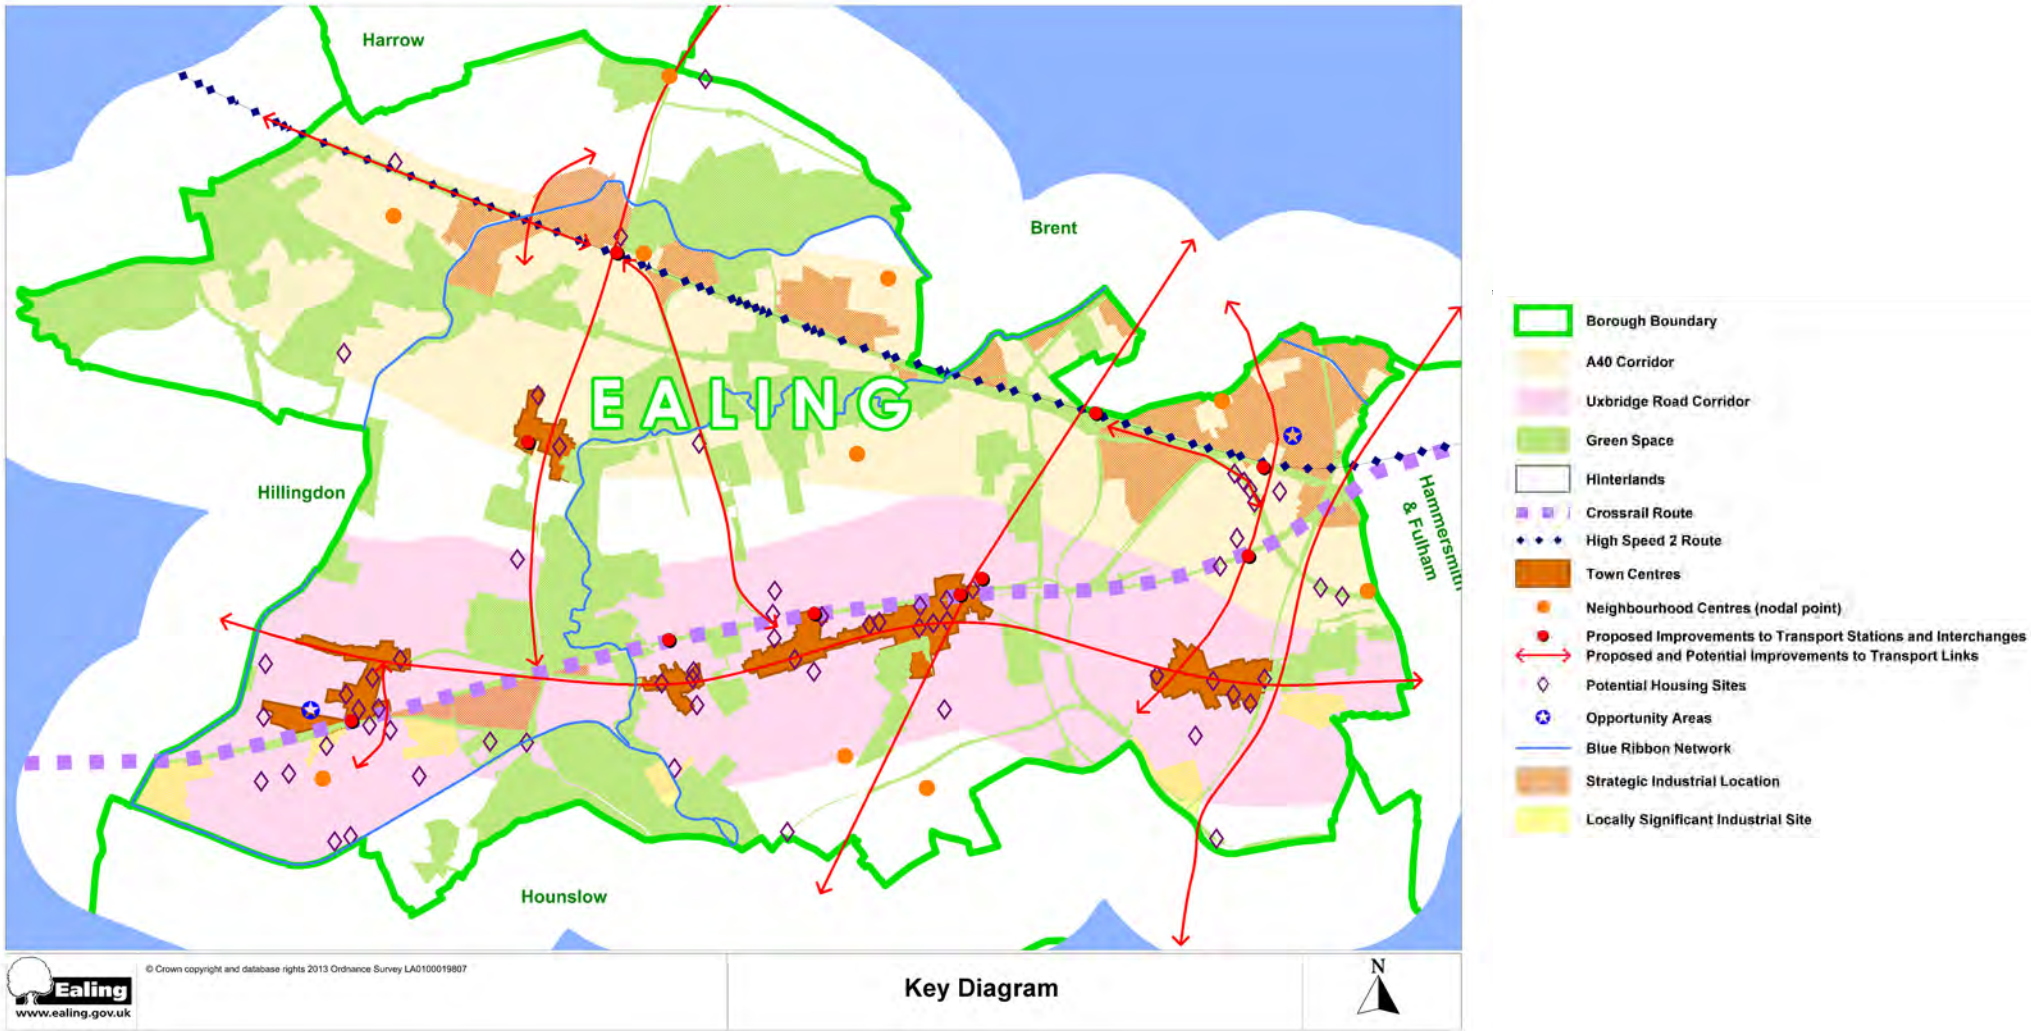 Harrow
Brent
EALING
Hillingdon
Hammersmith
& Fulham
Hounslow
Borough Boundary
A40 Corridor
Uxbridge Road Corridor
Green Space
Hinterlands
Crossrail Route
High Speed 2 Route
Town Centres
Neighbourhood Centres (nodal point)
Proposed Improvements to Transport Stations and Interchanges
Proposed and Potential Improvements to Transport Links
Potential Housing Sites
Opportunity Areas
Blue Ribbon Network
Strategic Industrial Location
Locally Significant Industrial Site
Ealing
www.ealing.gov.uk
© Crown copyright and database rights 2013 Ordnance Survey LA0100019807
Key Diagram
N